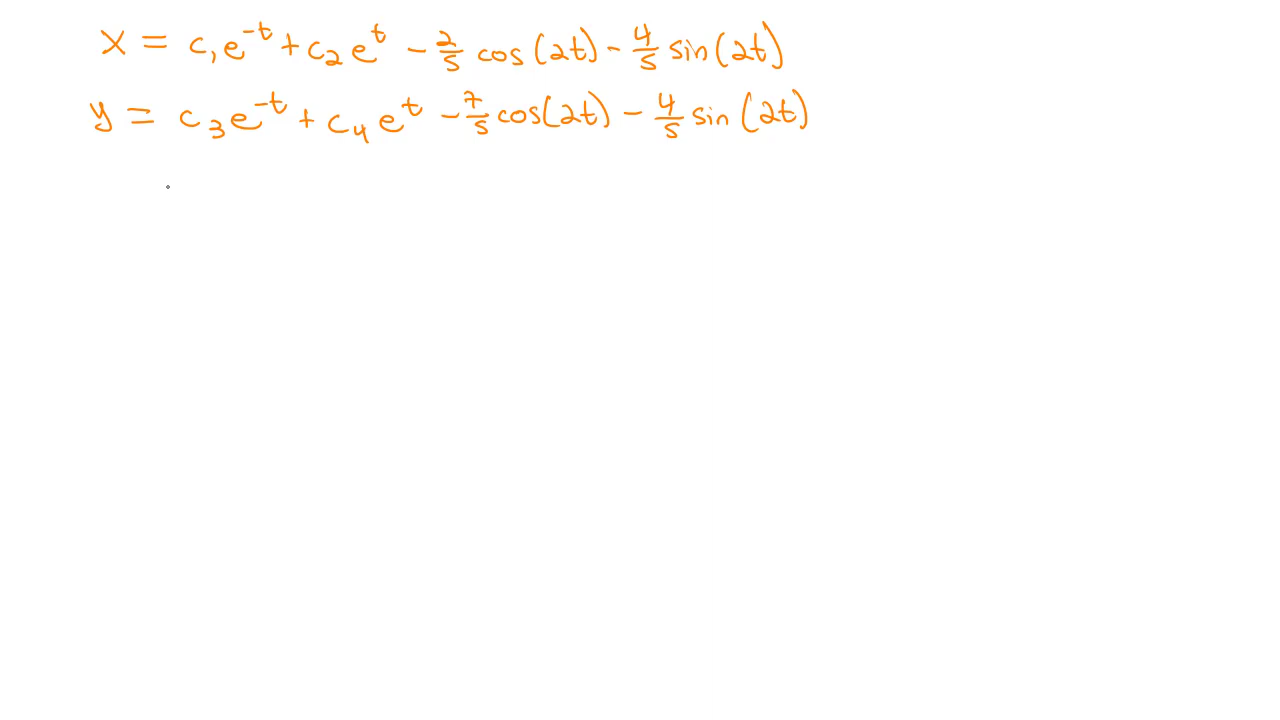 x = c₁e^{-t} + c₂e^{t} - 2/5 cos(2t) - 4/5 sin(2t)
y = c₃e^{-t} + c₄e^{t} - 7/5 cos(2t) - 4/5 sin(2t)